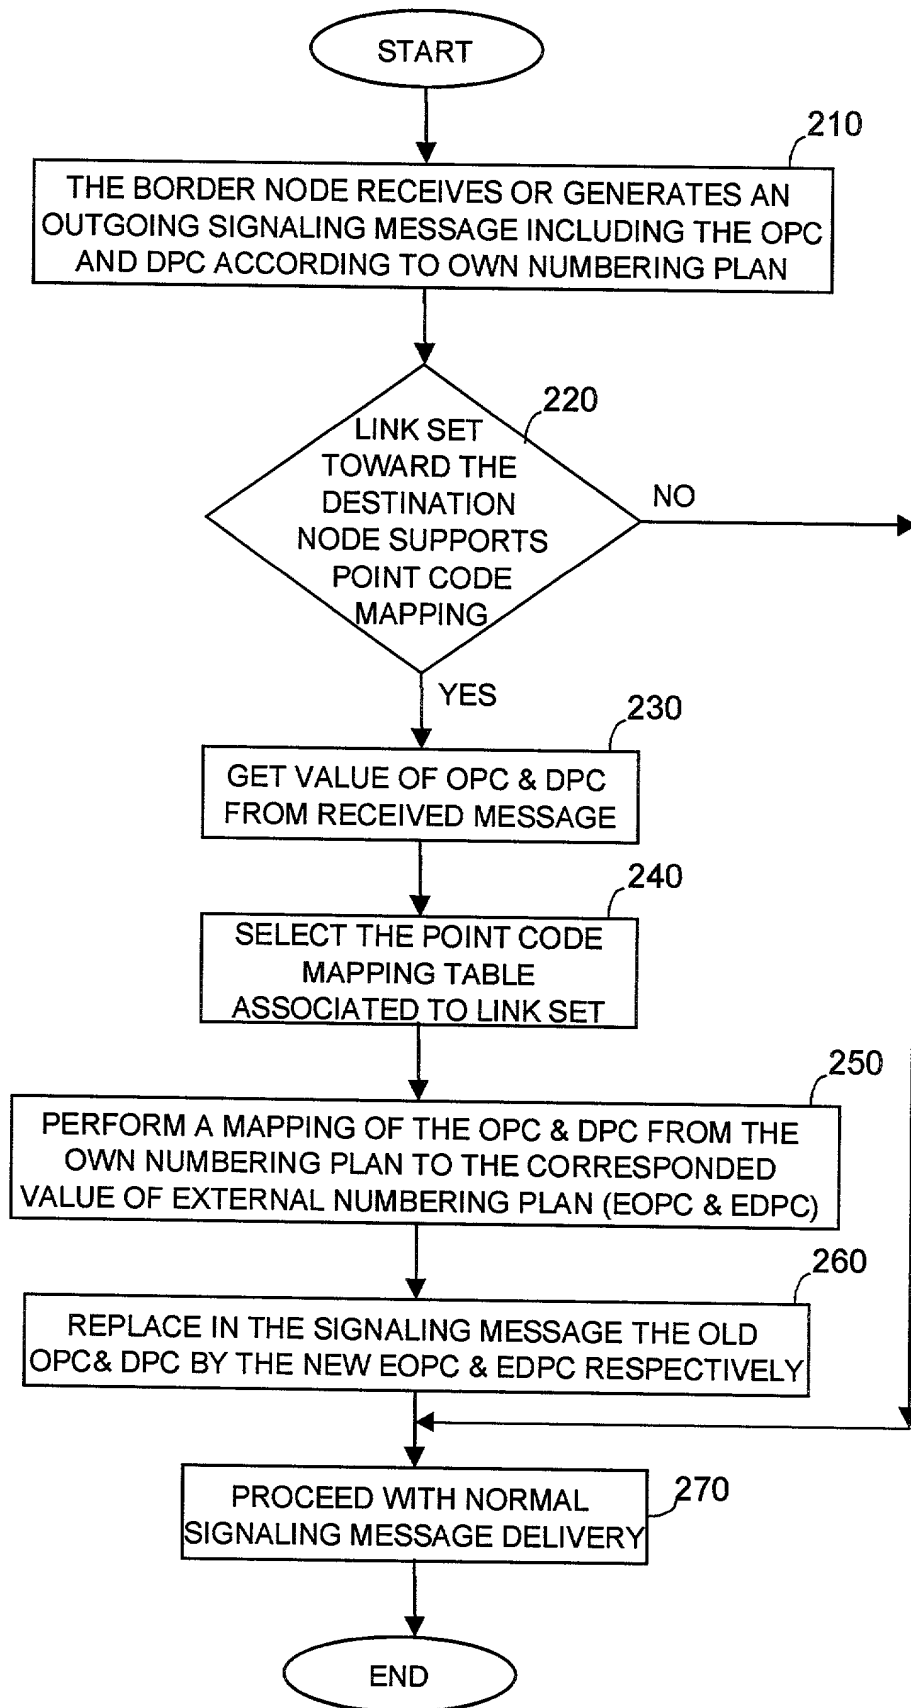 START
210
THE BORDER NODE RECEIVES OR GENERATES AN
OUTGOING SIGNALING MESSAGE INCLUDING THE OPC
AND DPC ACCORDING TO OWN NUMBERING PLAN
220
LINK SET
TOWARD THE
DESTINATION
NODE SUPPORTS
POINT CODE
MAPPING
NO
YES
230
GET VALUE OF OPC & DPC
FROM RECEIVED MESSAGE
240
SELECT THE POINT CODE
MAPPING TABLE
ASSOCIATED TO LINK SET
250
PERFORM A MAPPING OF THE OPC & DPC FROM THE
OWN NUMBERING PLAN TO THE CORRESPONDED
VALUE OF EXTERNAL NUMBERING PLAN (EOPC & EDPC)
260
REPLACE IN THE SIGNALING MESSAGE THE OLD
OPC& DPC BY THE NEW EOPC & EDPC RESPECTIVELY
270
PROCEED WITH NORMAL
SIGNALING MESSAGE DELIVERY
END